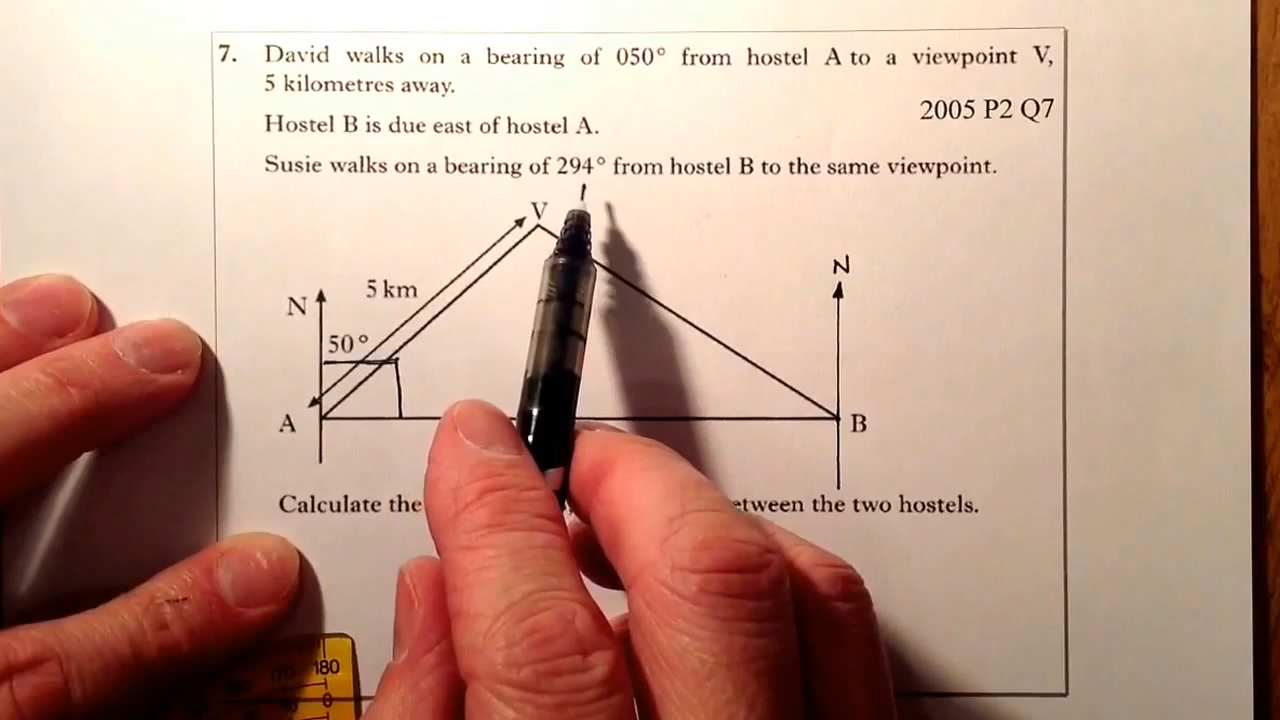 7. David walks on a bearing of 050° from hostel A to a viewpoint V,
5 kilometres away.
2005 P2 Q7
Hostel B is due east of hostel A.
Susie walks on a bearing of 294° from hostel B to the same viewpoint.
V
N
5 km
N
50°
A
B
Calculate the etween the two hostels.
180
0